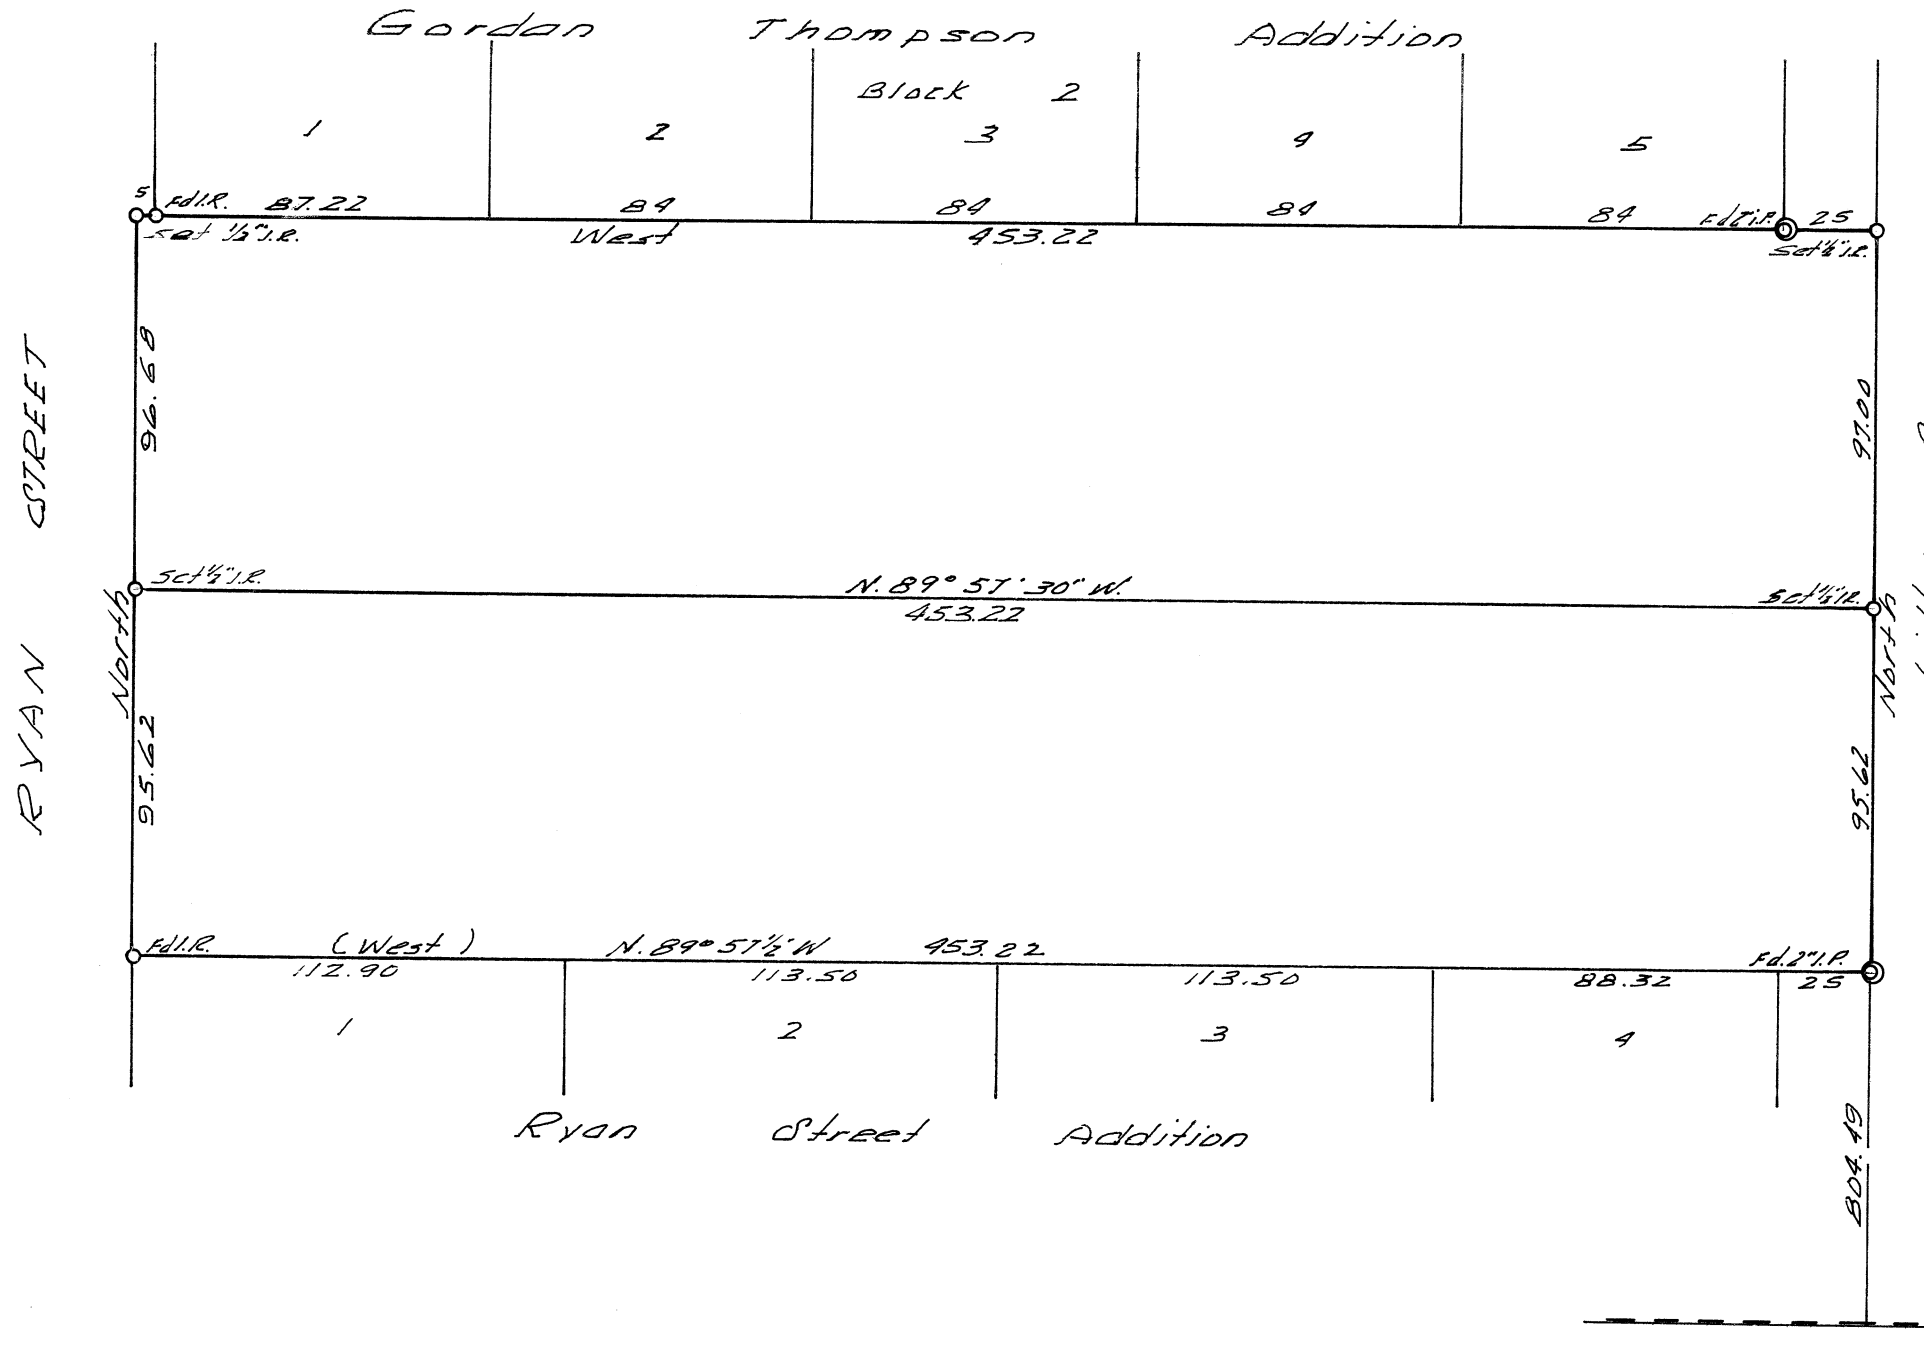 Gordan Thompson Addition
Block 2
1 2 3 4 5
5 Fd I.R. 87.22 84 84 84 84 Fd 2" I.P. 25
Set 1/2" I.R. West 453.22 Set 1/2" I.R.
96.68
97.00
RYAN STREET
Set 1/2" I.R. N. 89° 57' 30" W. Set 1/2" I.R.
453.22
North
North
95.62
95.62
Fd I.R. (West) N. 89° 57 1/2' W 453.22 Fd. 2" I.P.
112.90 113.50 113.50 88.32 25
1 2 3 4
Ryan Street Addition
804.49